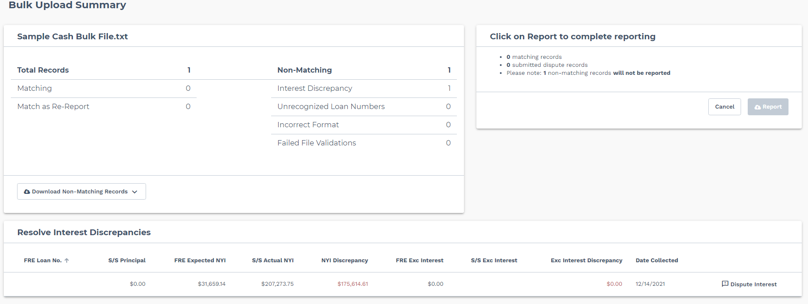 Bulk Upload Summary
Sample Cash Bulk File.txt
Total Records 1
Matching 0
Match as Re-Report 0
Non-Matching 1
Interest Discrepancy 1
Unrecognized Loan Numbers 0
Incorrect Format 0
Failed File Validations 0
Download Non-Matching Records
Click on Report to complete reporting
• 0 matching records
• 0 submitted dispute records
• Please note: 1 non-matching records will not be reported
Cancel Report
Resolve Interest Discrepancies
FRE Loan No. ↑ S/S Principal FRE Expected NYI S/S Actual NYI NYI Discrepancy FRE Exc Interest S/S Exc Interest Exc Interest Discrepancy Date Collected
$0.00 $31,659.14 $207,273.75 $175,614.61 $0.00 $0.00 12/14/2021 Dispute Interest